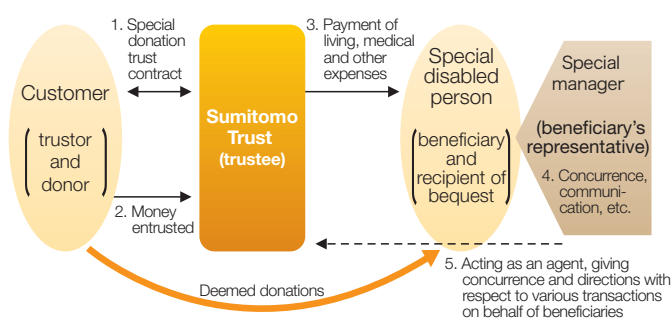 1. Special
donation
trust
contract
3. Payment of
living, medical
and other
expenses
Customer
(trustor
and
donor)
Sumitomo
Trust
(trustee)
2. Money
entrusted
Special
disabled
person
(beneficiary
and
recipient of
bequest)
Special
manager
(beneficiary's
representative)
4. Concurrence,
communi-
cation, etc.
Deemed donations
5. Acting as an agent, giving
concurrence and directions with
respect to various transactions
on behalf of beneficiaries